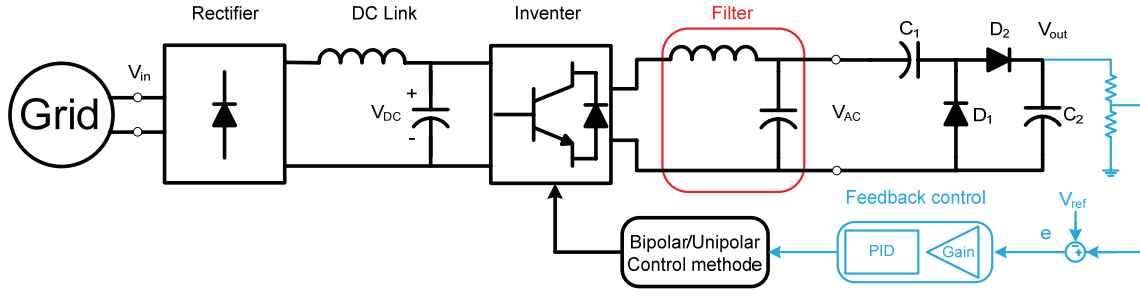 Rectifier
DC Link
Inventer
Filter
C1
D2
Vout
Grid
Vin
+
VDC
-
VAC
D1
C2
Feedback control
Vref
Bipolar/Unipolar
Control methode
PID
Gain
e
-
+